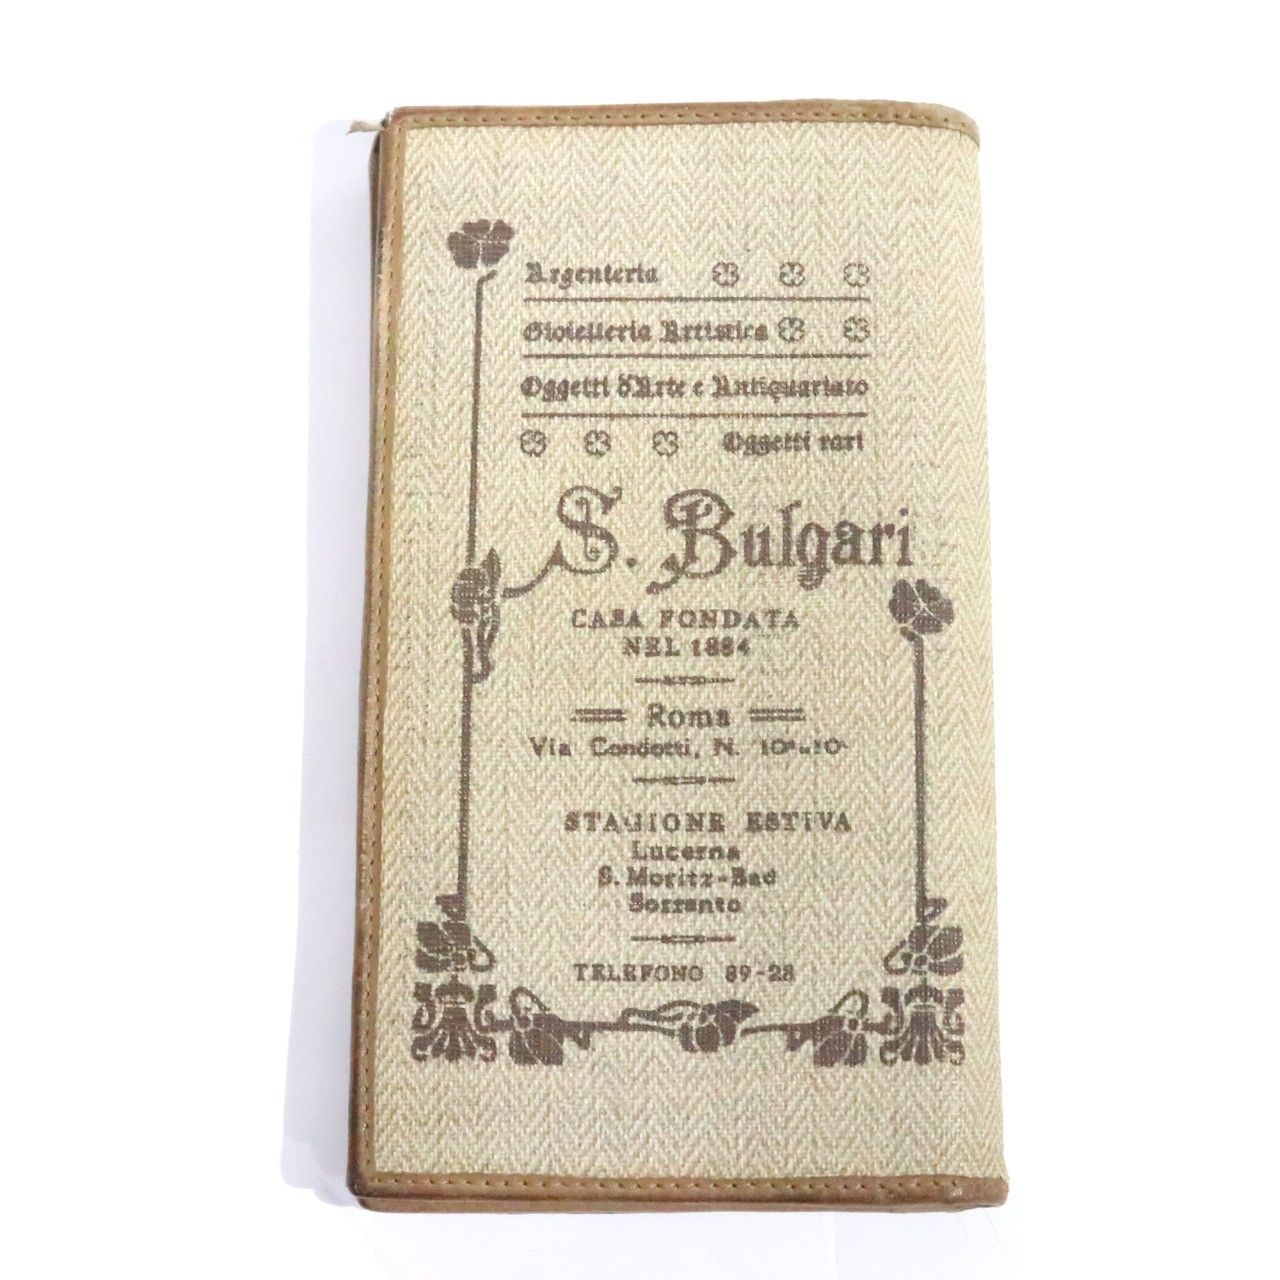 Argenteria
Gioielleria Artistica
Oggetti d'Arte e Antiquariato
Oggetti rari
S. Bulgari
CASA FONDATA
NEL 1884
Roma
Via Condotti, N.
STAGIONE ESTIVA
Lucerna
S. Moritz-Bad
Sorrento
TELEFONO 89-28